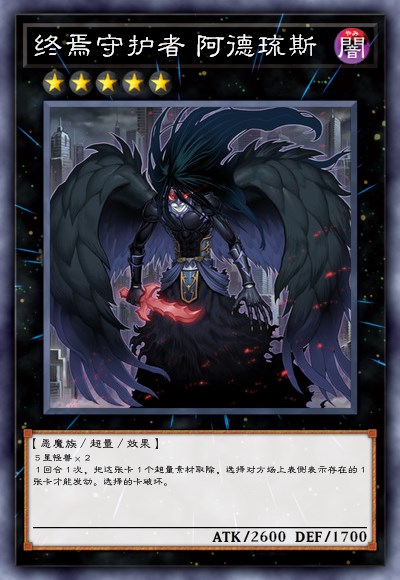 终焉守护者 阿德琉斯 闇
やみ
【恶魔族／超量／效果】
５星怪兽×２
１回合１次，把这张卡１个超量素材取除，选择对方场上表侧表示存在的１
张卡才能发动。选择的卡破坏。
ATK/2600 DEF/1700